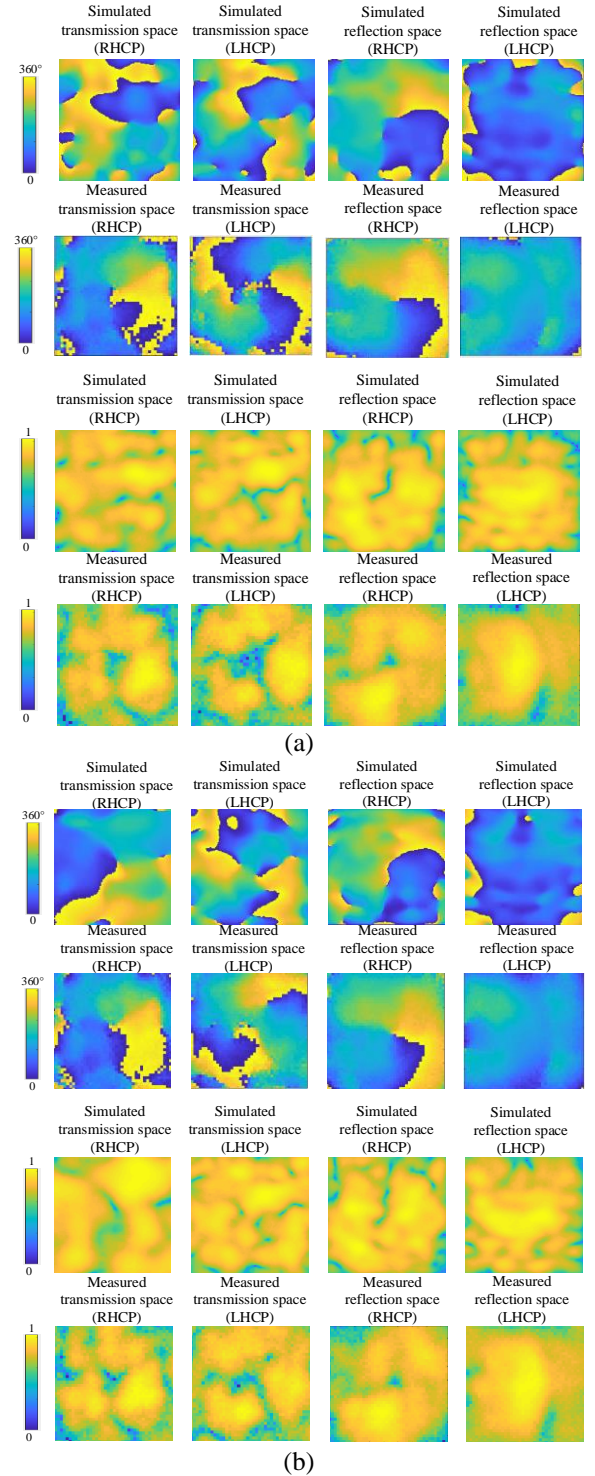 Simulated transmission space (RHCP)
Simulated transmission space (LHCP)
Simulated reflection space (RHCP)
Simulated reflection space (LHCP)
360°
0
Measured transmission space (RHCP)
Measured transmission space (LHCP)
Measured reflection space (RHCP)
Measured reflection space (LHCP)
360°
0
Simulated transmission space (RHCP)
Simulated transmission space (LHCP)
Simulated reflection space (RHCP)
Simulated reflection space (LHCP)
1
0
Measured transmission space (RHCP)
Measured transmission space (LHCP)
Measured reflection space (RHCP)
Measured reflection space (LHCP)
1
0
(a)
Simulated transmission space (RHCP)
Simulated transmission space (LHCP)
Simulated reflection space (RHCP)
Simulated reflection space (LHCP)
360°
0
Measured transmission space (RHCP)
Measured transmission space (LHCP)
Measured reflection space (RHCP)
Measured reflection space (LHCP)
360°
0
Simulated transmission space (RHCP)
Simulated transmission space (LHCP)
Simulated reflection space (RHCP)
Simulated reflection space (LHCP)
1
0
Measured transmission space (RHCP)
Measured transmission space (LHCP)
Measured reflection space (RHCP)
Measured reflection space (LHCP)
1
0
(b)